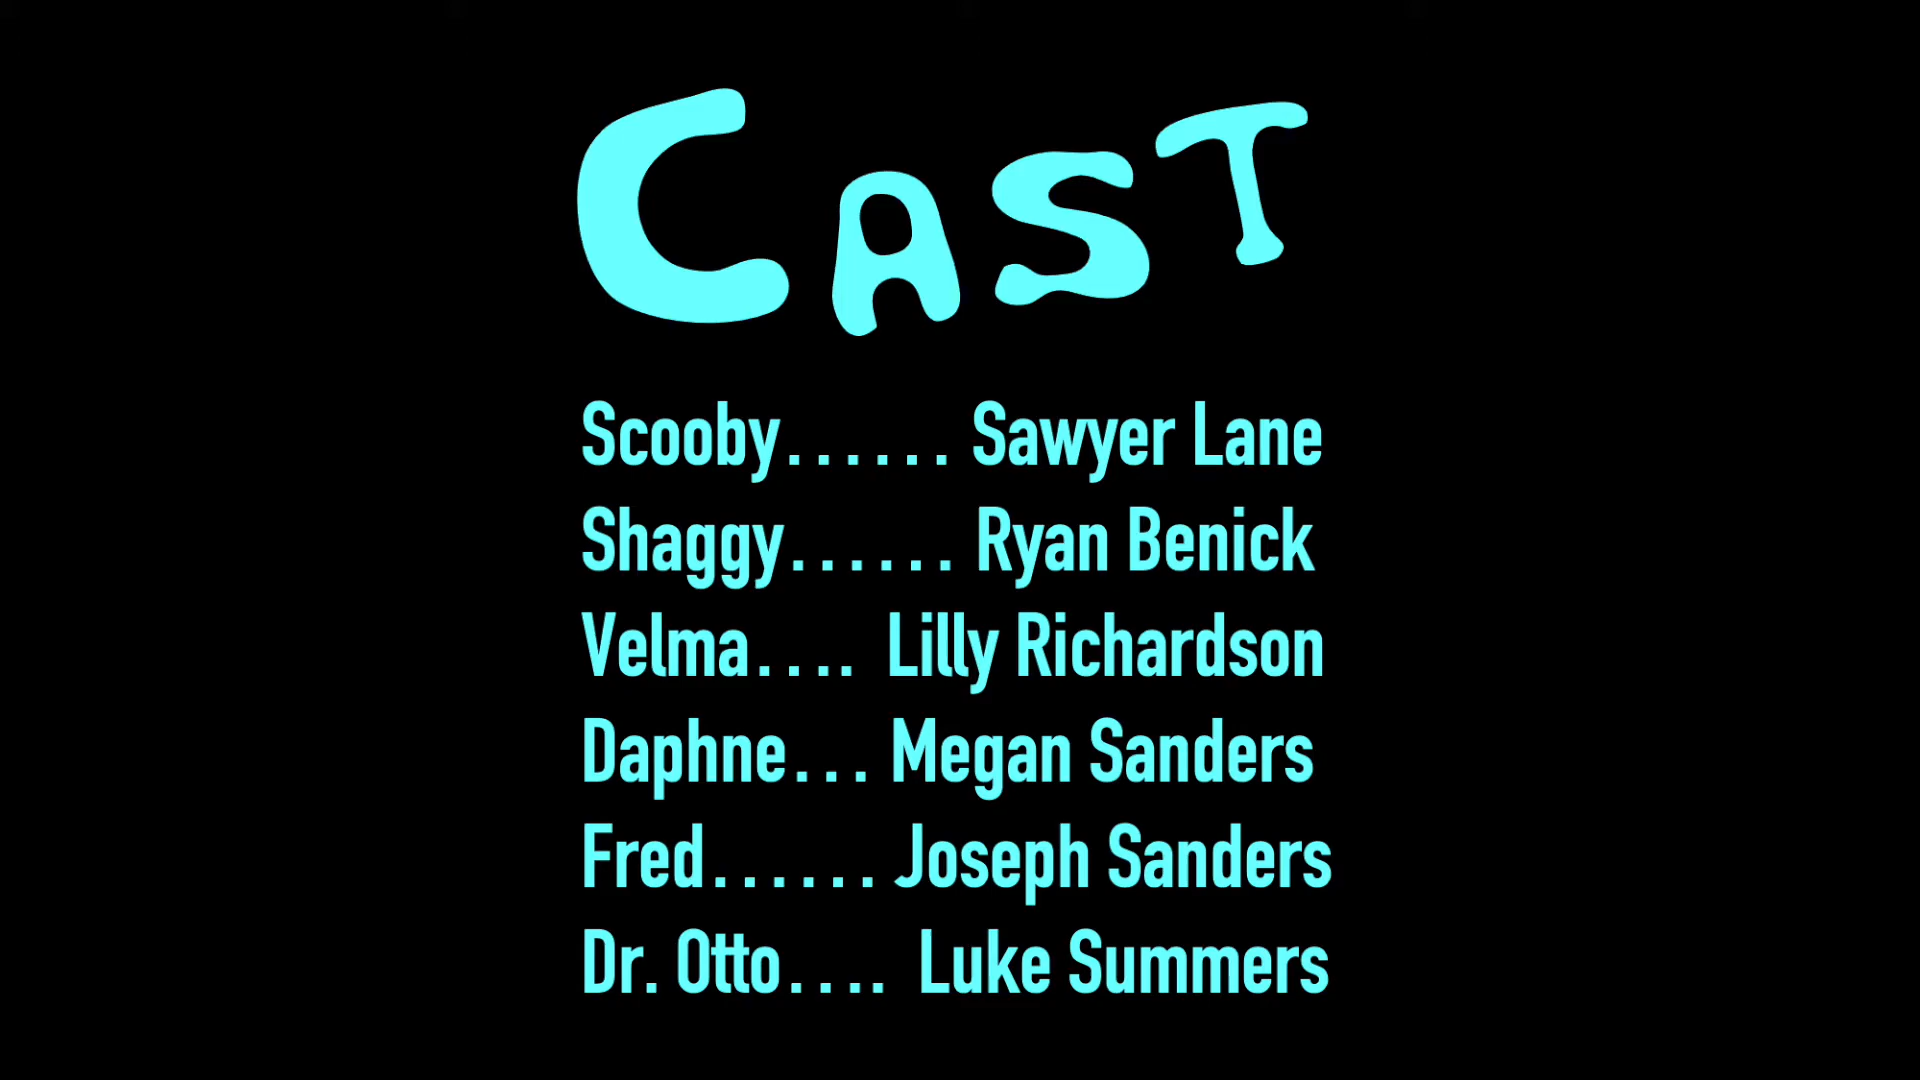 CAST
Scooby...... Sawyer Lane
Shaggy...... Ryan Benick
Velma.... Lilly Richardson
Daphne... Megan Sanders
Fred...... Joseph Sanders
Dr. Otto.... Luke Summers